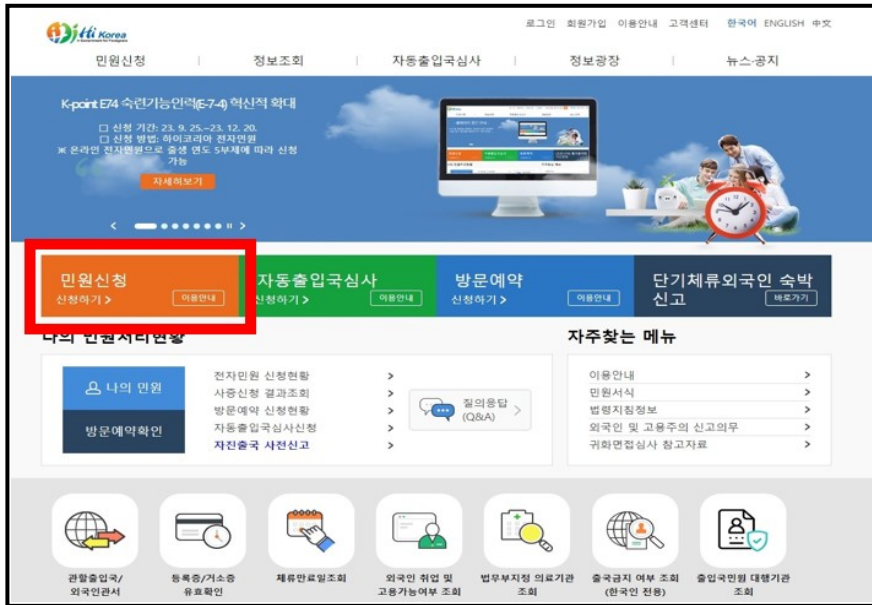 Hi Korea
로그인 회원가입 이용안내 고객센터 한국어 ENGLISH 中文
민원신청 정보조회 자동출입국심사 정보광장 뉴스·공지
K-point E74 숙련기능인력(E-7-4) 혁신적 확대
□ 신청 기간: 23. 9. 25.~23. 12. 20.
□ 신청 방법: 하이코리아 전자민원
※ 온라인 전자민원으로 출생 연도 5부제에 따라 신청
가능
자세히보기
민원신청
신청하기 >
이용안내
자동출입국심사
신청하기 >
이용안내
방문예약
신청하기 >
이용안내
단기체류외국인 숙박
신고
바로가기
나의 민원처리현황
나의 민원
방문예약확인
전자민원 신청현황 >
사증신청 결과조회 >
방문예약 신청현황 >
자동출입국심사신청 >
자진출국 사전신고 >
질의응답 >
(Q&A)
자주찾는 메뉴
이용안내 >
민원서식 >
법령지침정보 >
외국인 및 고용주의 신고의무 >
귀화면접심사 참고자료 >
관할출입국/
외국인관서
등록증/거소증
유효확인
체류만료일조회
외국인 취업 및
고용가능여부 조회
법무부지정 의료기관
조회
출국금지 여부 조회
(한국인 전용)
출입국민원 대행기관
조회